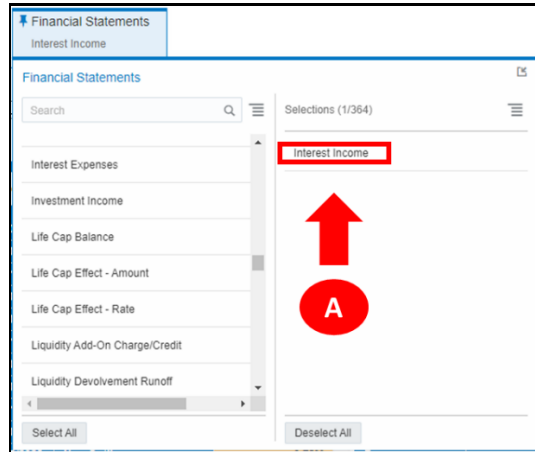 Financial Statements
Interest Income
Financial Statements
Search
Selections (1/364)
Interest Expenses
Interest Income
Investment Income
Life Cap Balance
Life Cap Effect - Amount
Life Cap Effect - Rate
A
Liquidity Add-On Charge/Credit
Liquidity Devolvement Runoff
Select All
Deselect All